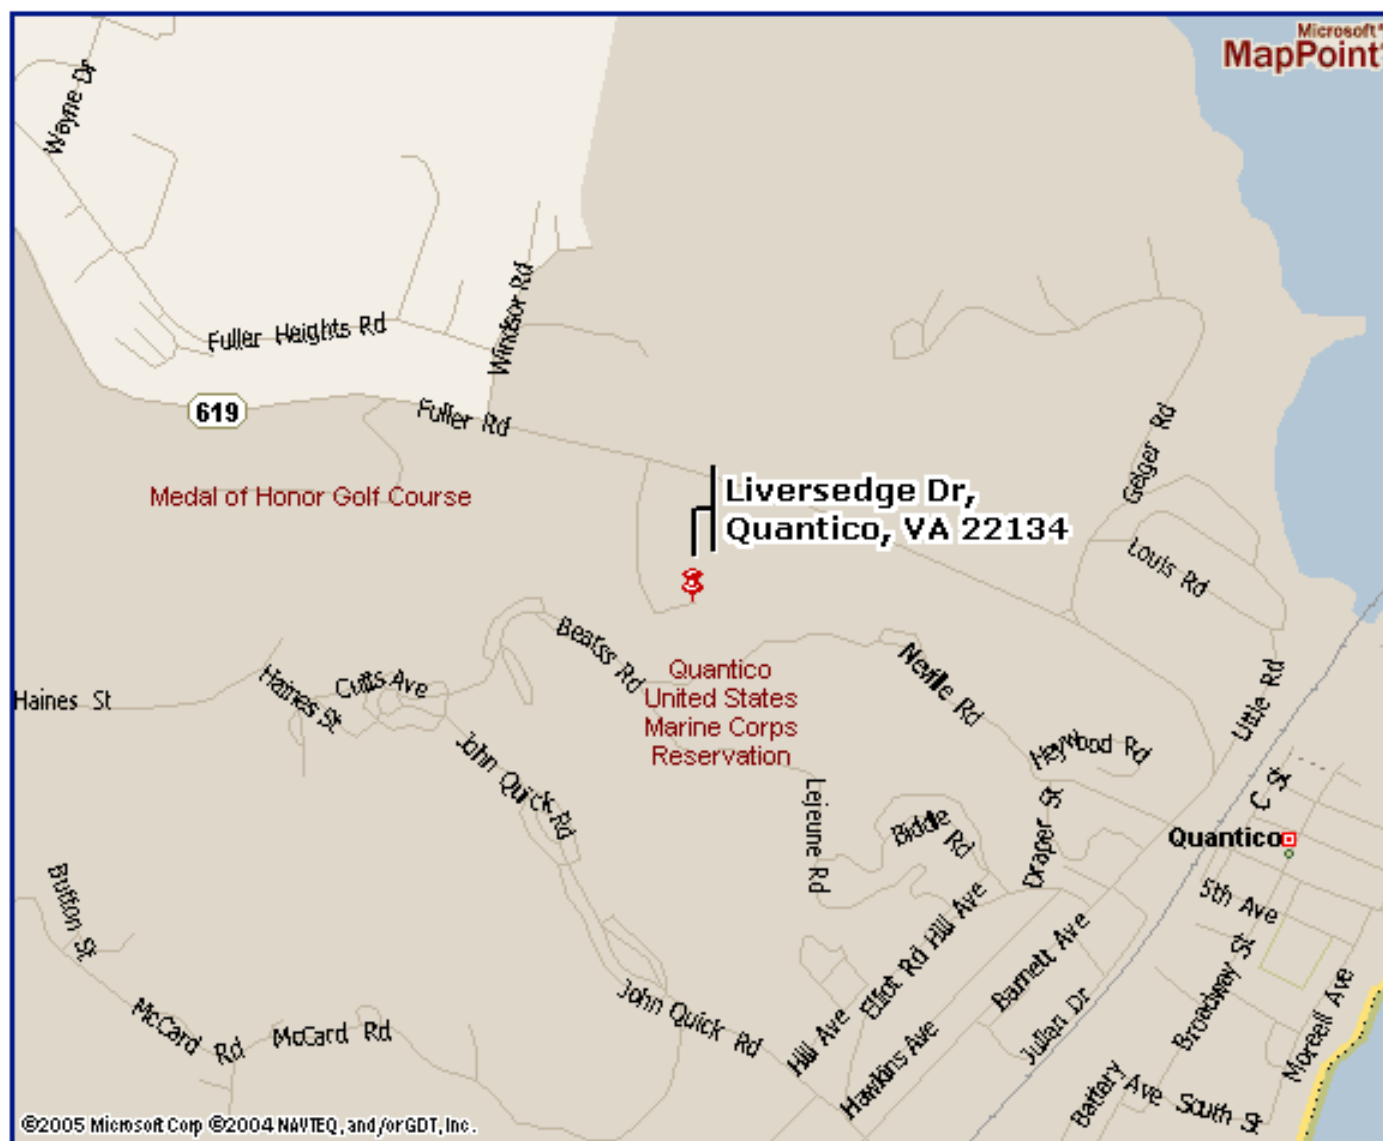 Microsoft®
MapPoint®
Wayne Dr
Fuller Heights Rd
Windsor Rd
619
Fuller Rd
Geiger Rd
Medal of Honor Golf Course
Liversedge Dr,
Quantico, VA 22134
Louis Rd
Beatss Rd
Neville Rd
Quantico
United States
Marine Corps
Reservation
Haines St
Haines St
Cutts Ave
Little Rd
John Quick Rd
Heywood Rd
Lejeune Rd
Biddle Rd
Draper St
C St
Quantico
Button St
5th Ave
Hill Ave
Elliot Rd
Barnett Ave
Broadway St
McCard Rd
McCard Rd
John Quick Rd
Hill Ave
Hawkins Ave
Julian Dr
Moreell Ave
Battery Ave
South St
©2005 Microsoft Corp ©2004 NAVTEQ, and/or GDT, Inc.